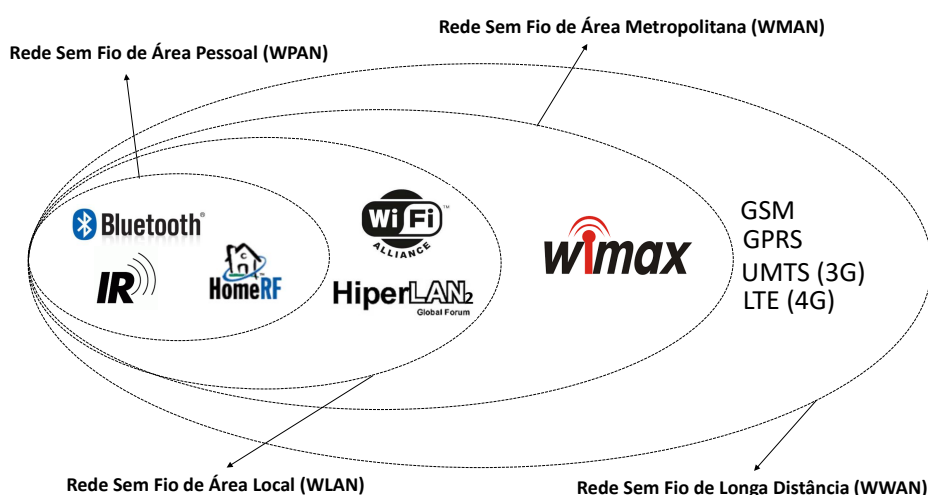 Rede Sem Fio de Área Metropolitana (WMAN)
Rede Sem Fio de Área Pessoal (WPAN)
Bluetooth®
IR
HomeRF
Wi Fi™
ALLIANCE
HiperLAN2
Global Forum
wimax
GSM
GPRS
UMTS (3G)
LTE (4G)
Rede Sem Fio de Área Local (WLAN)
Rede Sem Fio de Longa Distância (WWAN)